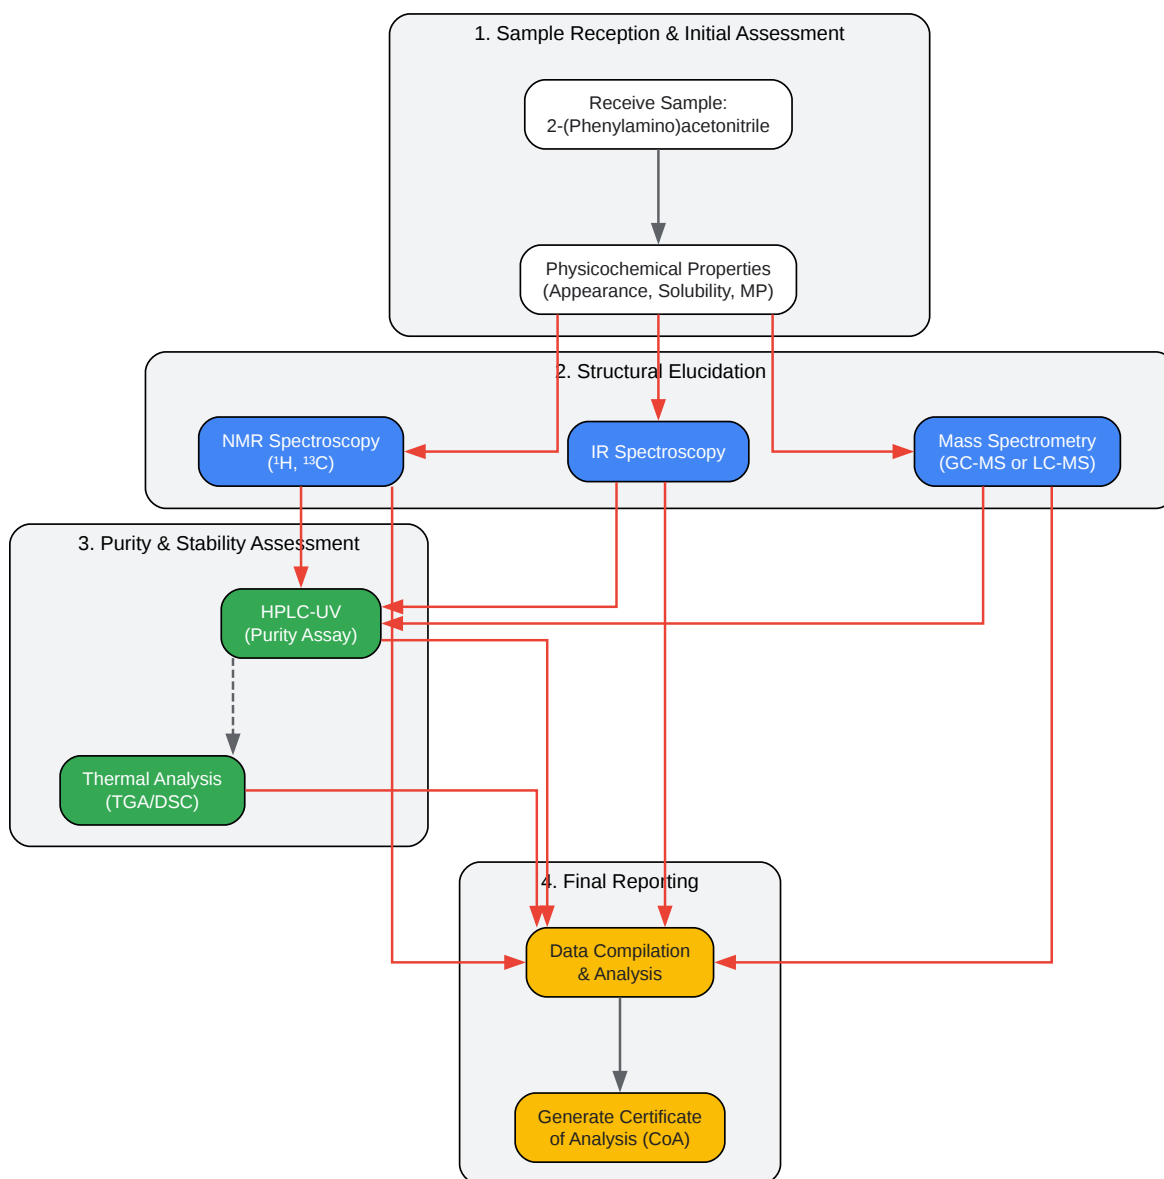 1. Sample Reception & Initial Assessment
Receive Sample:
2-(Phenylamino)acetonitrile
Physicochemical Properties
(Appearance, Solubility, MP)
2. Structural Elucidation
NMR Spectroscopy
(¹H, ¹³C)
IR Spectroscopy
Mass Spectrometry
(GC-MS or LC-MS)
3. Purity & Stability Assessment
HPLC-UV
(Purity Assay)
Thermal Analysis
(TGA/DSC)
4. Final Reporting
Data Compilation
& Analysis
Generate Certificate
of Analysis (CoA)